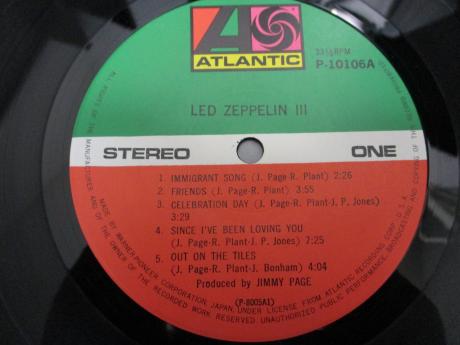 ATLANTIC
33⅓RPM
P-10106A
LED ZEPPELIN III
STEREO
ONE
1. IMMIGRANT SONG (J. Page-R. Plant) 2:26
2. FRIENDS (J. Page-R. Plant) 3:55
3. CELEBRATION DAY (J. Page-R. Plant-J. P. Jones)
3:29
4. SINCE I'VE BEEN LOVING YOU
(J. Page-R. Plant-J. P. Jones) 7:25
5. OUT ON THE TILES
(J. Page-R. Plant-J. Bonham) 4:04
Produced by JIMMY PAGE
(P-8005A1)
MADE BY WARNER-PIONEER CORPORATION, JAPAN, UNDER LICENSE FROM ATLANTIC RECORDING CORP., U.S.A.
ALL RIGHTS OF THE MANUFACTURER AND OF THE OWNER OF THE RECORDED WORK RESERVED UNAUTHORIZED PUBLIC PERFORMANCE, BROADCASTING AND COPYING OF